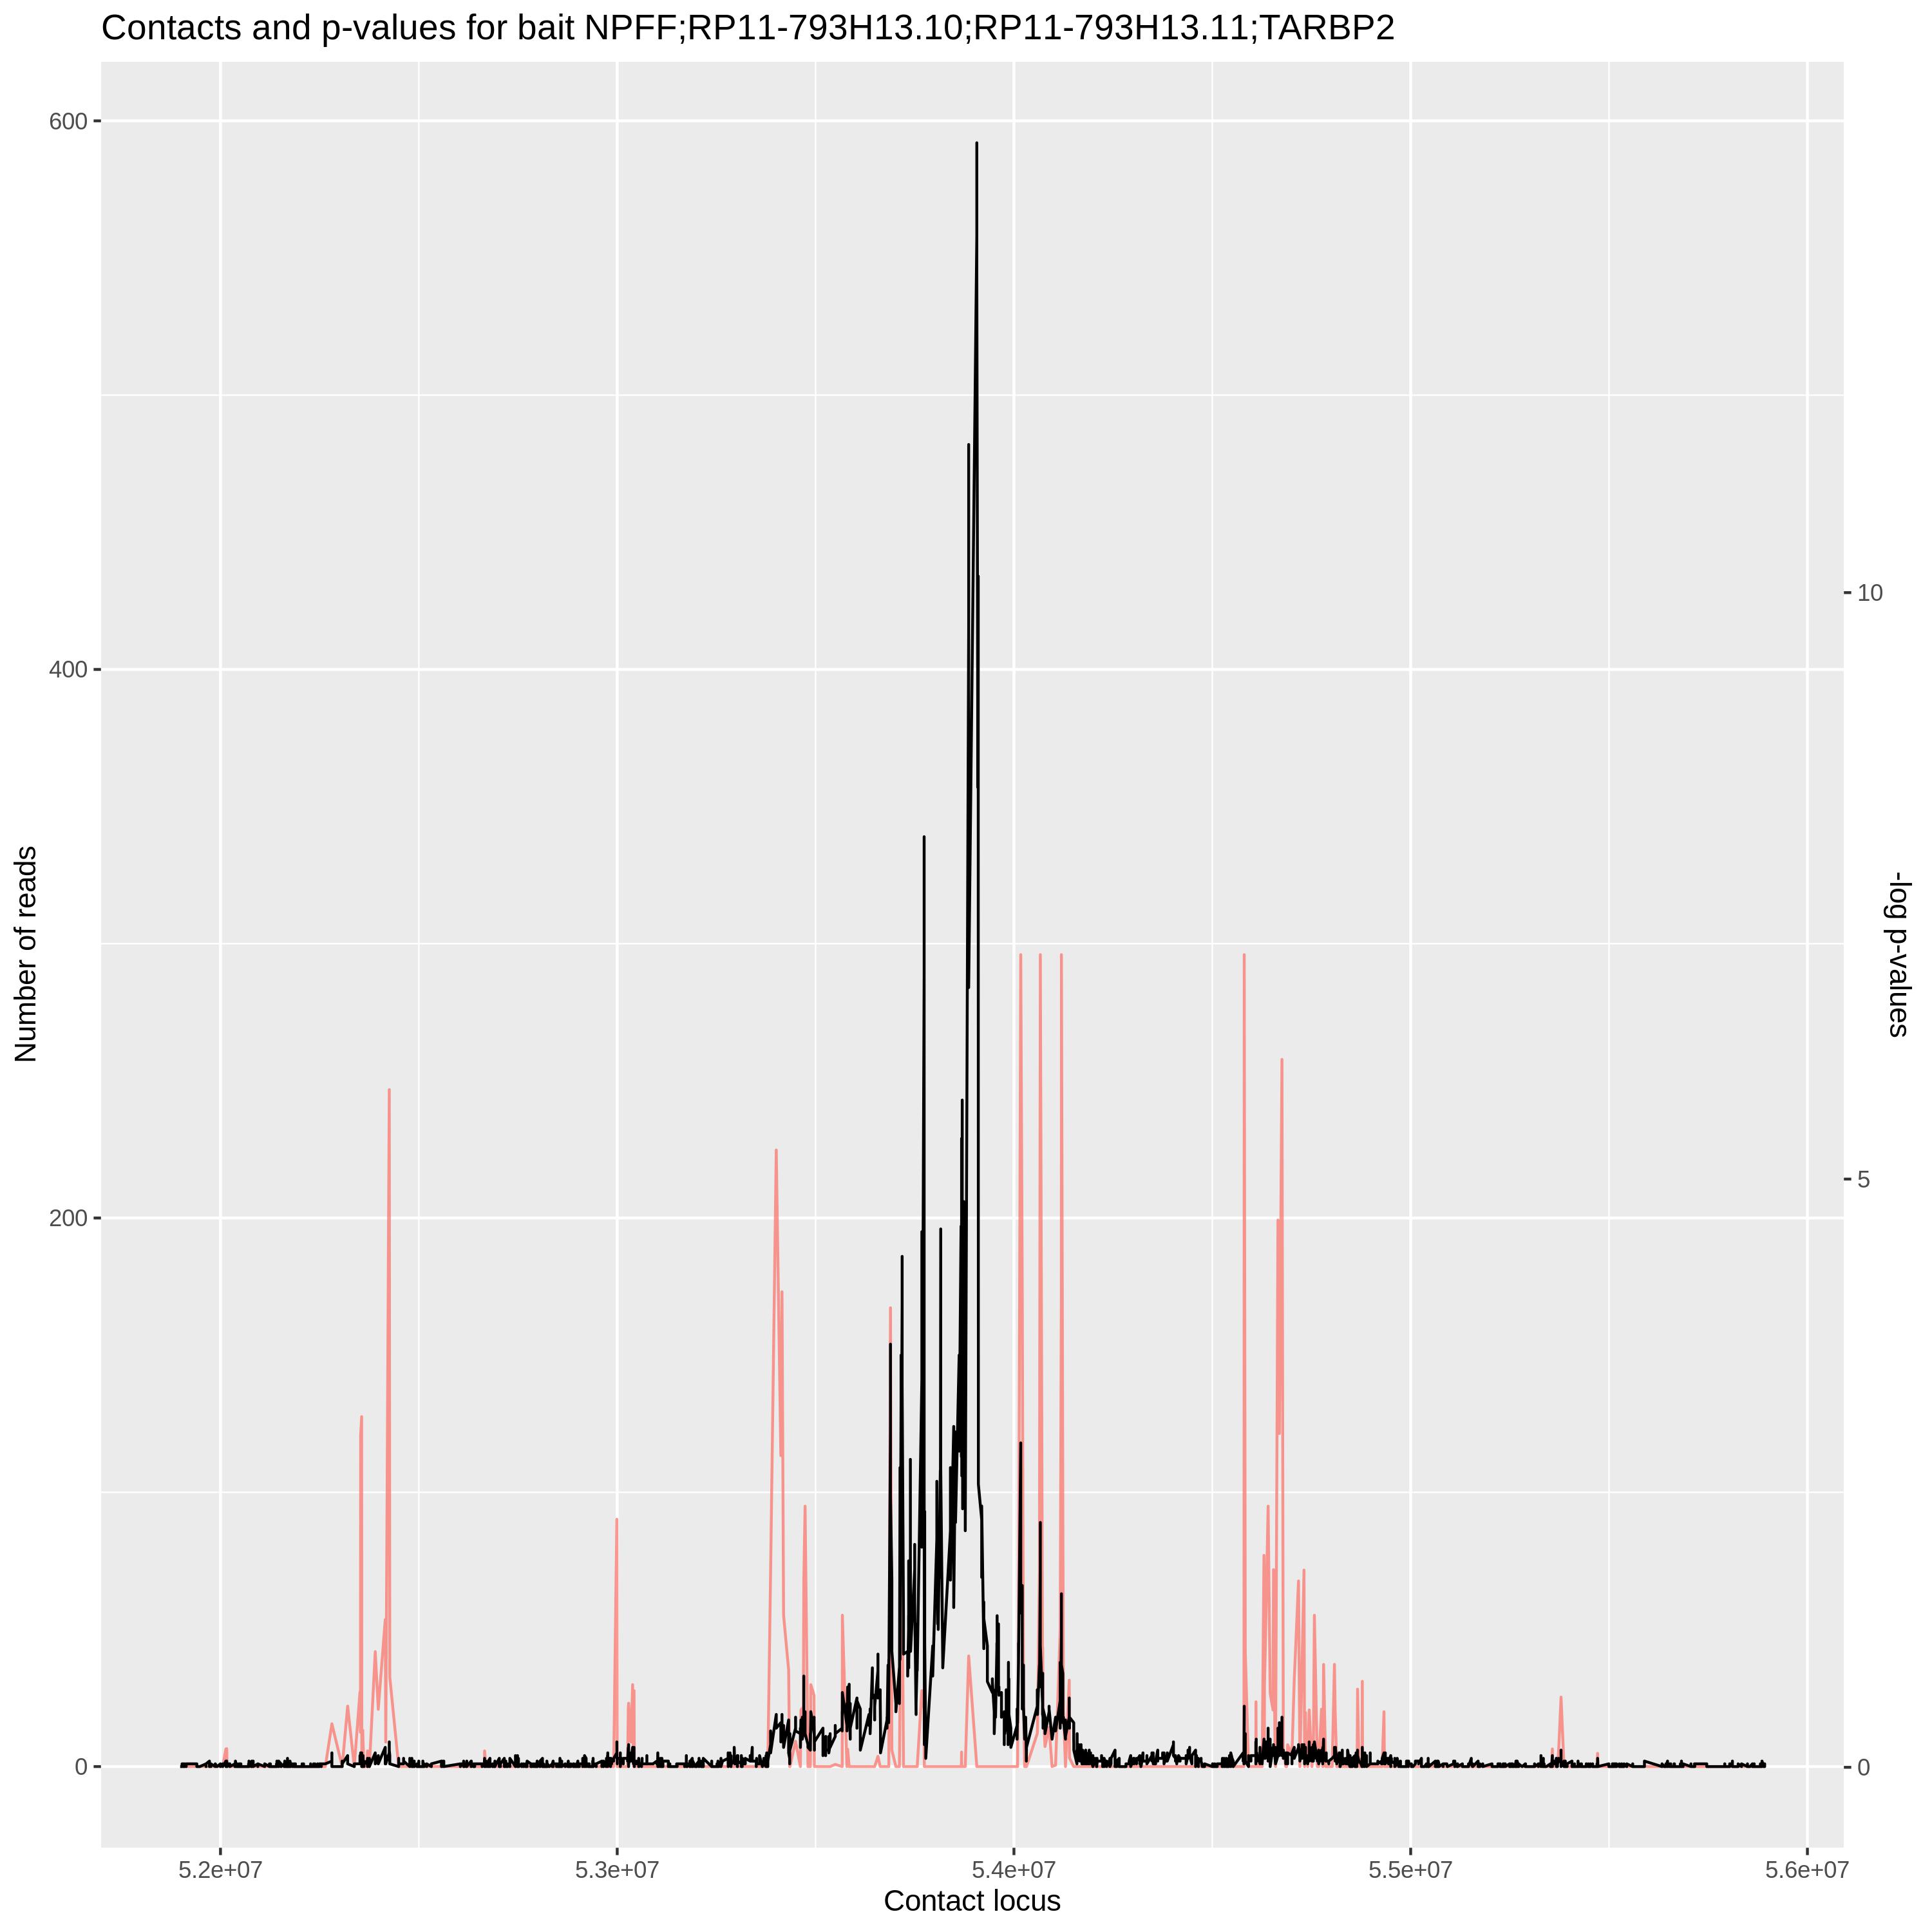 Contacts and p-values for bait NPFF;RP11-793H13.10;RP11-793H13.11;TARBP2
600
400
200
0
Number of reads
10
5
0
-log p-values
5.2e+07
5.3e+07
5.4e+07
5.5e+07
5.6e+07
Contact locus